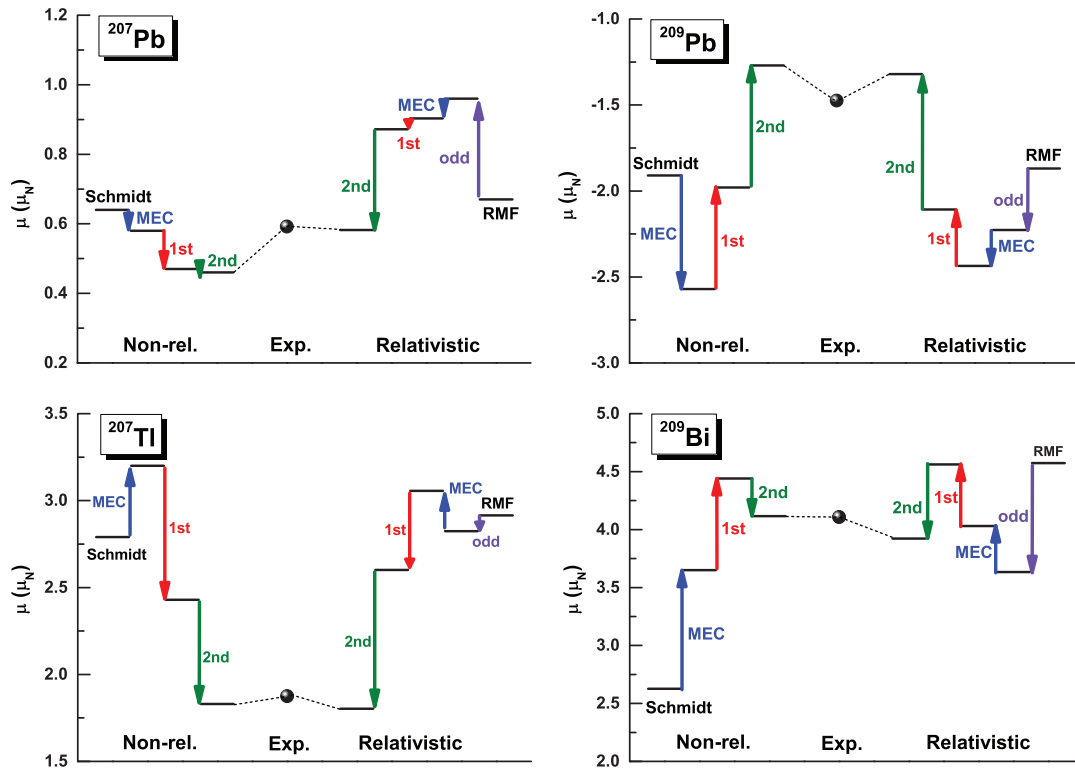 ²⁰⁷Pb
1.2
1.0
0.8
0.6
0.4
0.2
μ (μN)
Schmidt
MEC
1st
2nd
2nd
1st
MEC
odd
RMF
Non-rel.
Exp.
Relativistic
²⁰⁹Pb
-1.0
-1.5
-2.0
-2.5
-3.0
μ (μN)
Schmidt
MEC
1st
2nd
2nd
1st
MEC
odd
RMF
Non-rel.
Exp.
Relativistic
²⁰⁷Tl
3.5
3.0
2.5
2.0
1.5
μ (μN)
Schmidt
MEC
1st
2nd
2nd
1st
MEC
RMF
odd
Non-rel.
Exp.
Relativistic
²⁰⁹Bi
5.0
4.5
4.0
3.5
3.0
2.5
2.0
μ (μN)
Schmidt
MEC
1st
2nd
2nd
1st
MEC
odd
RMF
Non-rel.
Exp.
Relativistic